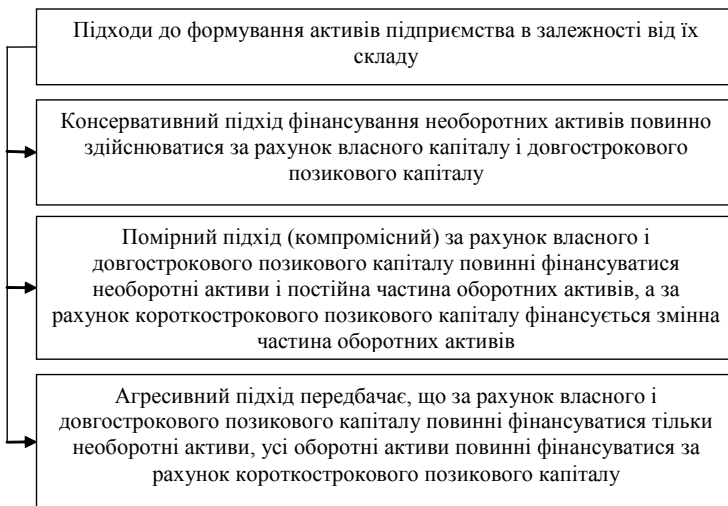 Підходи до формування активів підприємства в залежності від їх
складу
Консервативний підхід фінансування необоротних активів повинно
здійснюватися за рахунок власного капіталу і довгострокового
позикового капіталу
Помірний підхід (компромісний) за рахунок власного і
довгострокового позикового капіталу повинні фінансуватися
необоротні активи і постійна частина оборотних активів, а за
рахунок короткострокового позикового капіталу фінансується змінна
частина оборотних активів
Агресивний підхід передбачає, що за рахунок власного і
довгострокового позикового капіталу повинні фінансуватися тільки
необоротні активи, усі оборотні активи повинні фінансуватися за
рахунок короткострокового позикового капіталу